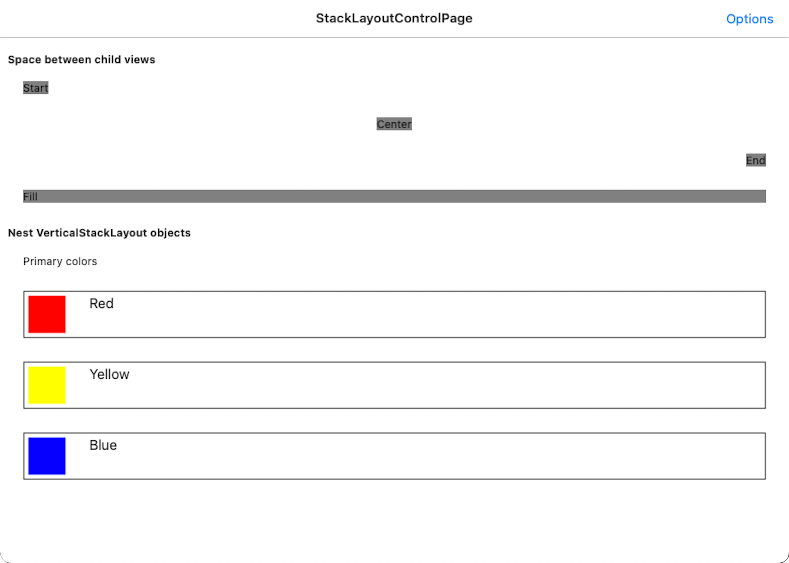 StackLayoutControlPage
Options
Space between child views
Start
Center
End
Fill
Nest VerticalStackLayout objects
Primary colors
Red
Yellow
Blue